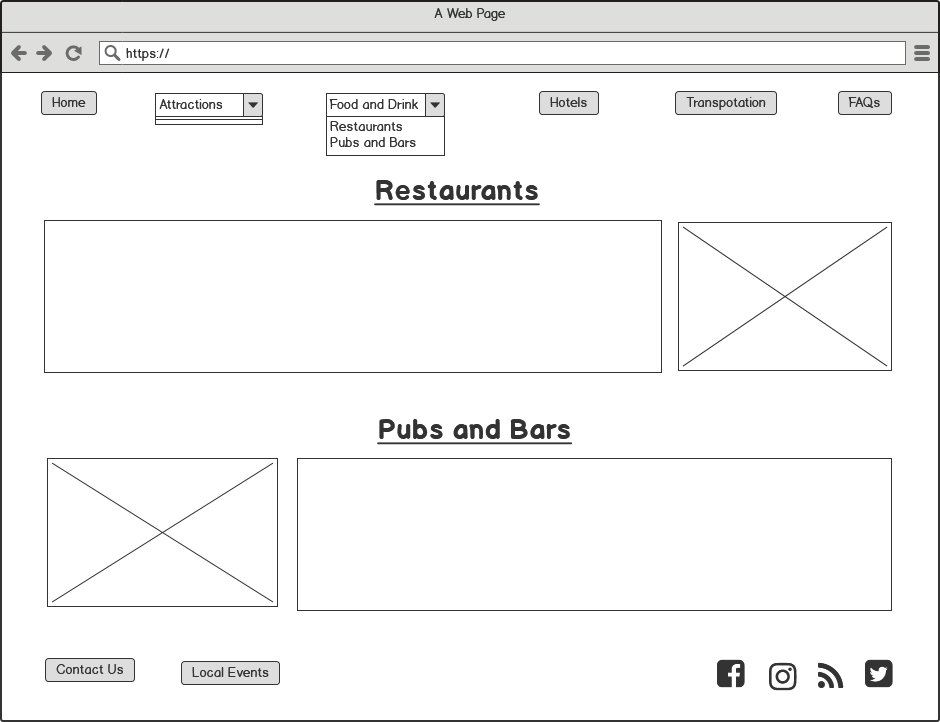 A Web Page
https://
Home
Attractions
Food and Drink
Restaurants
Pubs and Bars
Hotels
Transpotation
FAQs
Restaurants
Pubs and Bars
Contact Us
Local Events